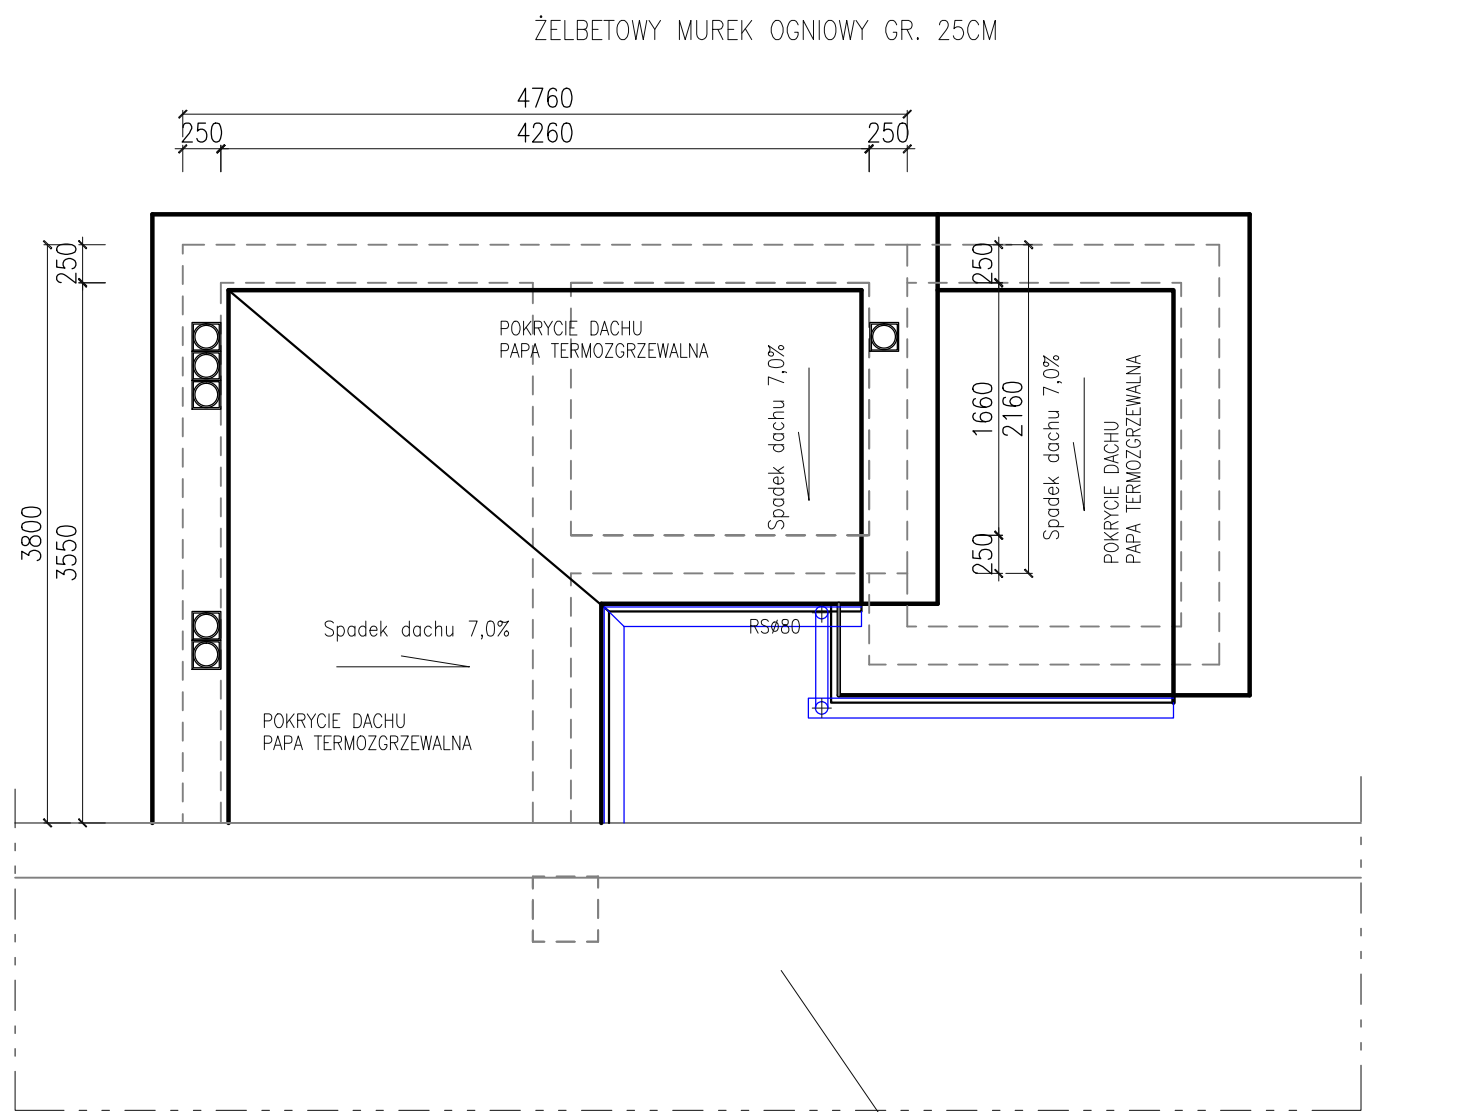 ŻELBETOWY MUREK OGNIOWY GR. 25CM
4760
250
4260
250
250
3800
3550
POKRYCIE DACHU
PAPA TERMOZGRZEWALNA
Spadek dachu 7,0%
250
1660
2160
250
Spadek dachu 7,0%
POKRYCIE DACHU
PAPA TERMOZGRZEWALNA
Spadek dachu 7,0%
RSø80
POKRYCIE DACHU
PAPA TERMOZGRZEWALNA